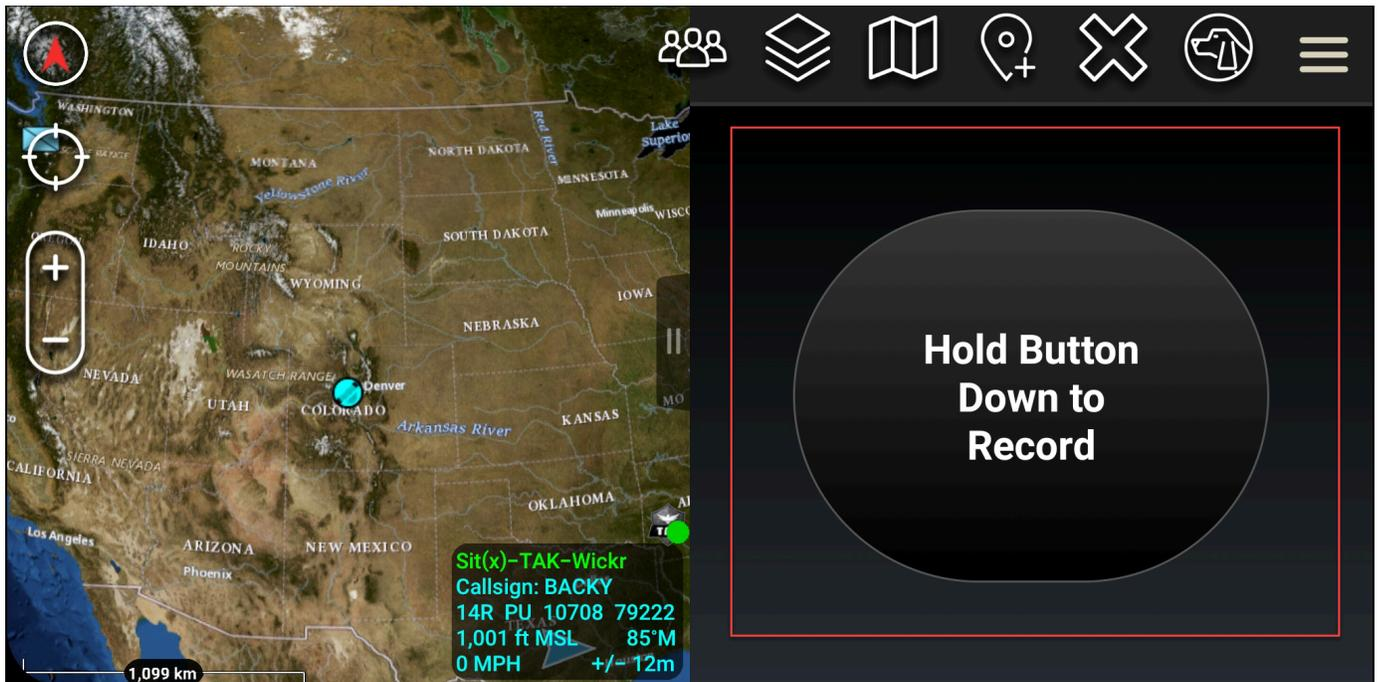 WASHINGTON
Lake
Superior
Red River
MONTANA
NORTH DAKOTA
MINNESOTA
Yellowstone River
Minneapolis
WISC
IDAHO
ROCKY
MOUNTAINS
SOUTH DAKOTA
WYOMING
IOWA
NEBRASKA
NEVADA
WASATCH RANGE
Denver
UTAH
COLORADO
MO
KANSAS
Arkansas River
SIERRA NEVADA
CALIFORNIA
OKLAHOMA
Los Angeles
ARIZONA
NEW MEXICO
Phoenix
TEXAS
Sit(x)–TAK–Wickr
Callsign: BACKY
14R PU 10708 79222
1,001 ft MSL 85°M
0 MPH +/– 12m
1,099 km
Hold Button
Down to
Record